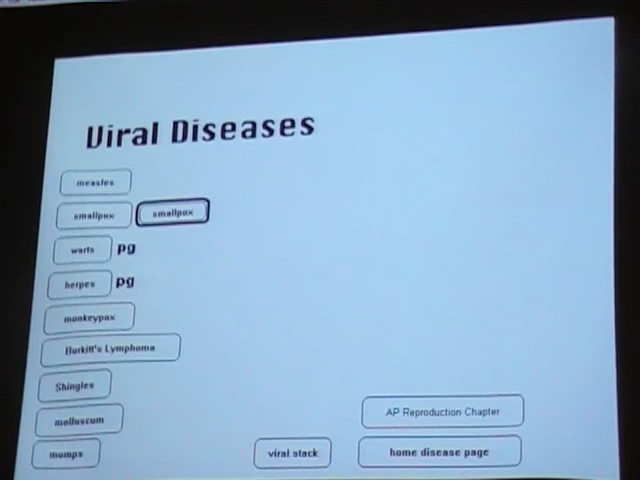 Viral Diseases
measles
smallpox smallpox
warts pg
herpes pg
monkeypox
Burkitt's Lymphoma
Shingles
AP Reproduction Chapter
molluscum
mumps viral stack home disease page